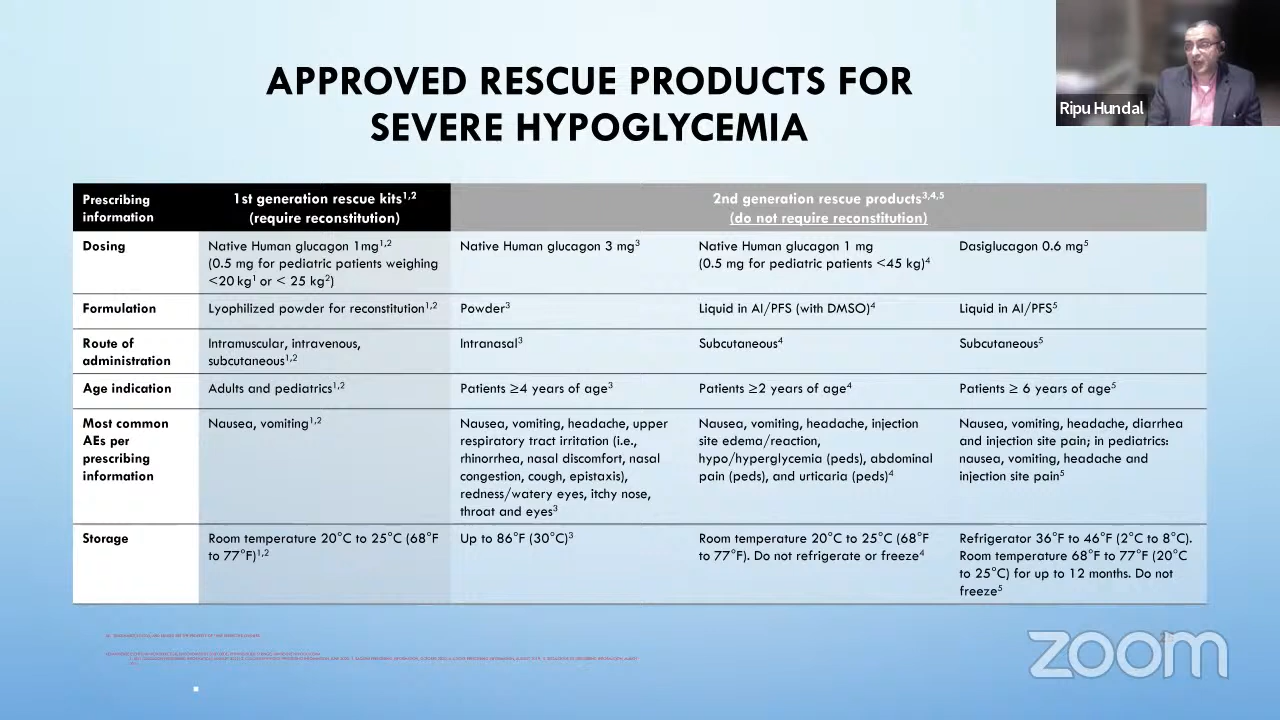 Ripu Hundal
APPROVED RESCUE PRODUCTS FOR
SEVERE HYPOGLYCEMIA
Prescribing
information
1st generation rescue kits1,2
(require reconstitution)
2nd generation rescue products3,4,5
(do not require reconstitution)
Dosing
Native Human glucagon 1mg1,2
(0.5 mg for pediatric patients weighing
<20 kg1 or < 25 kg2)
Native Human glucagon 3 mg3
Native Human glucagon 1 mg
(0.5 mg for pediatric patients <45 kg)4
Dasiglucagon 0.6 mg5
Formulation
Lyophilized powder for reconstitution1,2
Powder3
Liquid in AI/PFS (with DMSO)4
Liquid in AI/PFS5
Route of
administration
Intramuscular, intravenous,
subcutaneous1,2
Intranasal3
Subcutaneous4
Subcutaneous5
Age indication
Adults and pediatrics1,2
Patients ≥4 years of age3
Patients ≥2 years of age4
Patients ≥ 6 years of age5
Most common
AEs per
prescribing
information
Nausea, vomiting1,2
Nausea, vomiting, headache, upper
respiratory tract irritation (i.e.,
rhinorrhea, nasal discomfort, nasal
congestion, cough, epistaxis),
redness/watery eyes, itchy nose,
throat and eyes3
Nausea, vomiting, headache, injection
site edema/reaction,
hypo/hyperglycemia (peds), abdominal
pain (peds), and urticaria (peds)4
Nausea, vomiting, headache, diarrhea
and injection site pain; in pediatrics:
nausea, vomiting, headache and
injection site pain5
Storage
Room temperature 20°C to 25°C (68°F
to 77°F)1,2
Up to 86°F (30°C)3
Room temperature 20°C to 25°C (68°F
to 77°F). Do not refrigerate or freeze4
Refrigerator 36°F to 46°F (2°C to 8°C).
Room temperature 68°F to 77°F (20°C
to 25°C) for up to 12 months. Do not
freeze5
zoom